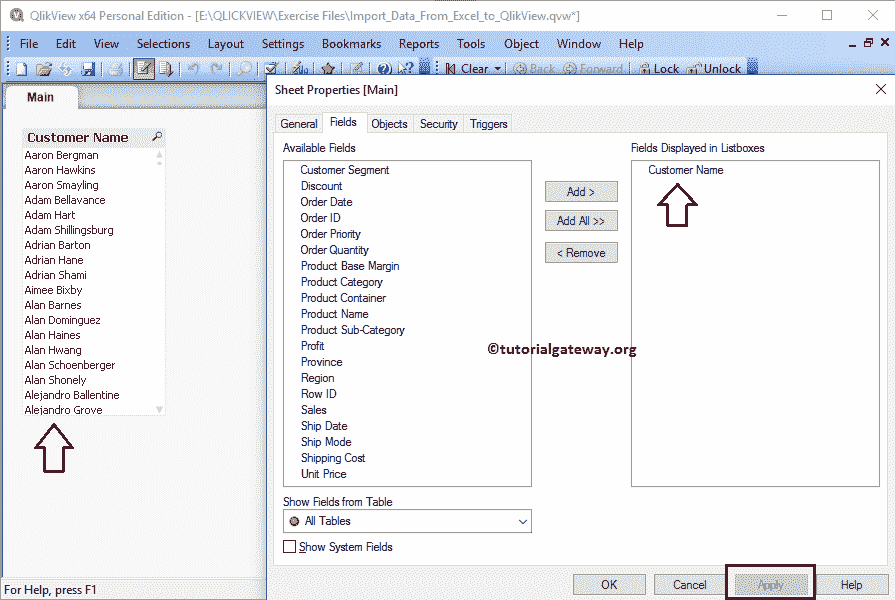 QlikView x64 Personal Edition - [E:\QLICKVIEW\Exercise Files\Import_Data_From_Excel_to_QlikView.qvw*]
File Edit View Selections Layout Settings Bookmarks Reports Tools Object Window Help
Clear Back Forward Lock Unlock
Main
Customer Name
Aaron Bergman
Aaron Hawkins
Aaron Smayling
Adam Bellavance
Adam Hart
Adam Shillingsburg
Adrian Barton
Adrian Hane
Adrian Shami
Aimee Bixby
Alan Barnes
Alan Dominguez
Alan Haines
Alan Hwang
Alan Schoenberger
Alan Shonely
Alejandro Ballentine
Alejandro Grove
Sheet Properties [Main]
General Fields Objects Security Triggers
Available Fields
Customer Segment
Discount
Order Date
Order ID
Order Priority
Order Quantity
Product Base Margin
Product Category
Product Container
Product Name
Product Sub-Category
Profit
Province
Region
Row ID
Sales
Ship Date
Ship Mode
Shipping Cost
Unit Price
Add >
Add All >>
< Remove
Fields Displayed in Listboxes
Customer Name
©tutorialgateway.org
Show Fields from Table
All Tables
Show System Fields
OK Cancel Apply Help
For Help, press F1